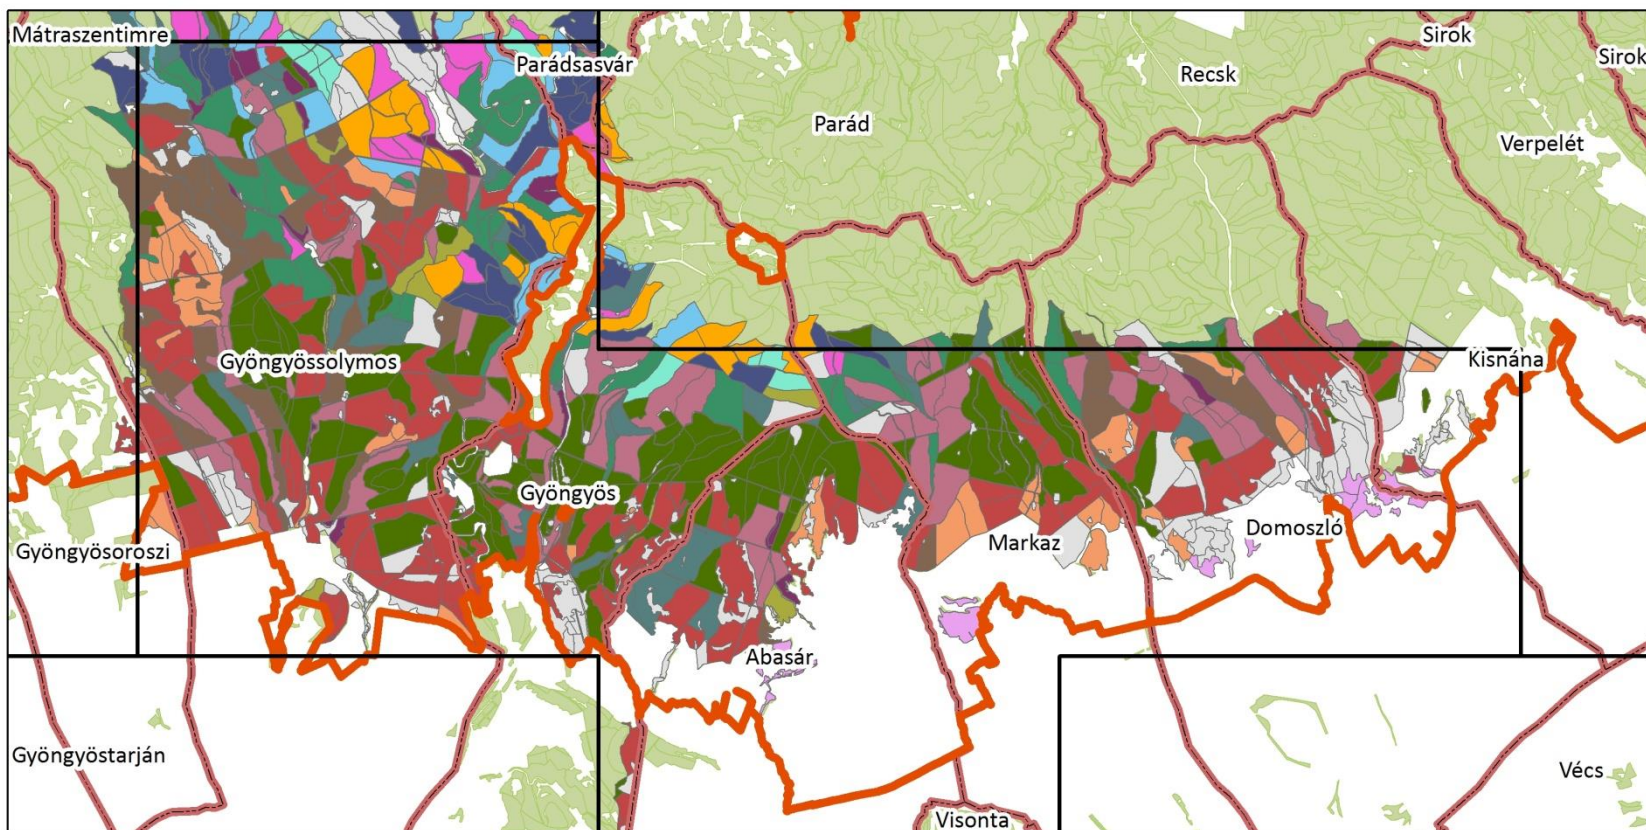 Mátraszentimre
Parádsasvár
Sirok
Sirok
Recsk
Parád
Verpelét
Gyöngyössolymos
Kisnána
Gyöngyös
Gyöngyösoroszi
Markaz
Domoszló
Abasár
Gyöngyöstarján
Vécs
Visonta